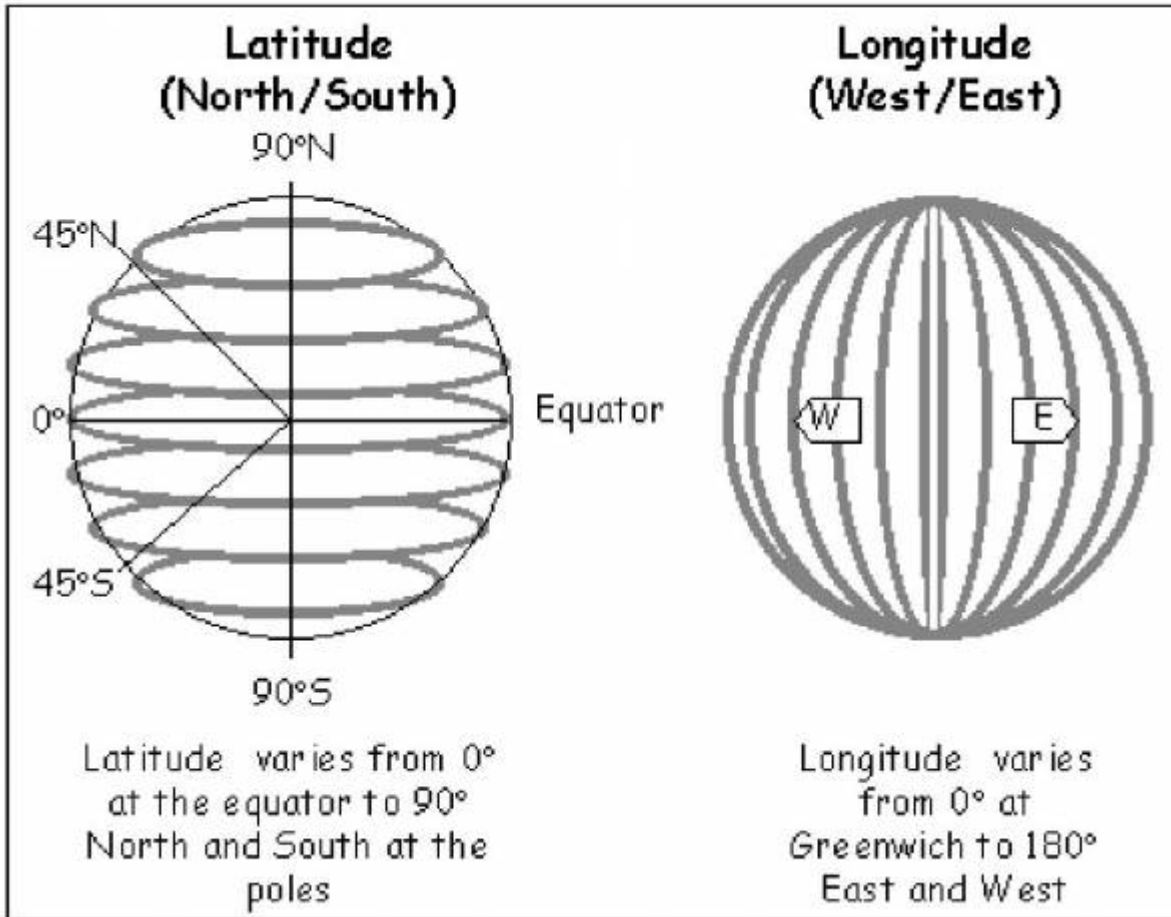 Latitude
(North/South)
90°N
45°N
0°
Equator
45°S
90°S
Latitude varies from 0°
at the equator to 90°
North and South at the
poles
Longitude
(West/East)
W
E
Longitude varies
from 0° at
Greenwich to 180°
East and West